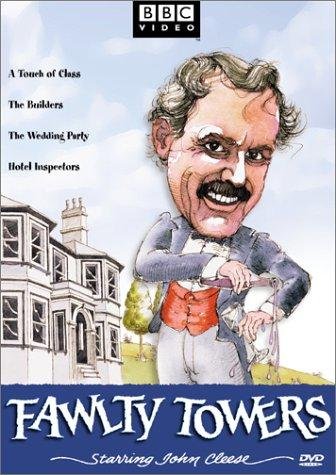 BBC
VIDEO
A Touch of Class
The Builders
The Wedding Party
Hotel Inspectors
FAWLTY TOWERS
Starring John Cleese
DVD